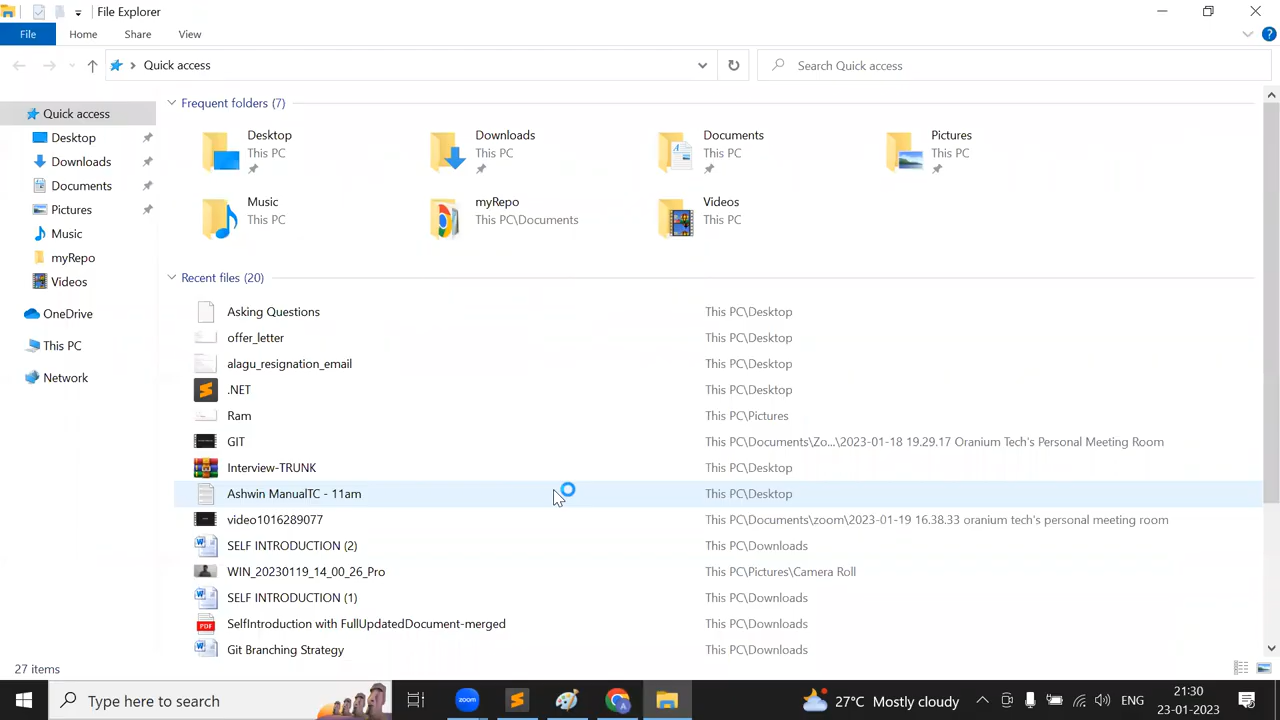 File Explorer
File Home Share View
Quick access
Search Quick access
Quick access
Desktop
Downloads
Documents
Pictures
Music
myRepo
Videos
OneDrive
This PC
Network
Frequent folders (7)
Desktop
This PC
Downloads
This PC
Documents
This PC
Pictures
This PC
Music
This PC
myRepo
This PC\Documents
Videos
This PC
Recent files (20)
Asking Questions This PC\Desktop
offer_letter This PC\Desktop
alagu_resignation_email This PC\Desktop
.NET This PC\Desktop
Ram This PC\Pictures
GIT This PC\Documents\Zo...\2023-01-18 19.29.17 Oranium Tech's Personal Meeting Room
Interview-TRUNK This PC\Desktop
Ashwin ManualTC - 11am This PC\Desktop
video1016289077 This PC\Documents\zoom\2023-01-19 16.38.33 oranium tech's personal meeting room
SELF INTRODUCTION (2) This PC\Downloads
WIN_20230119_14_00_26_Pro This PC\Pictures\Camera Roll
SELF INTRODUCTION (1) This PC\Downloads
PDF SelfIntroduction with FullUpdatedDocument-merged This PC\Downloads
Git Branching Strategy This PC\Downloads
27 items
Type here to search
zoom
27°C Mostly cloudy
ENG
21:30
23-01-2023